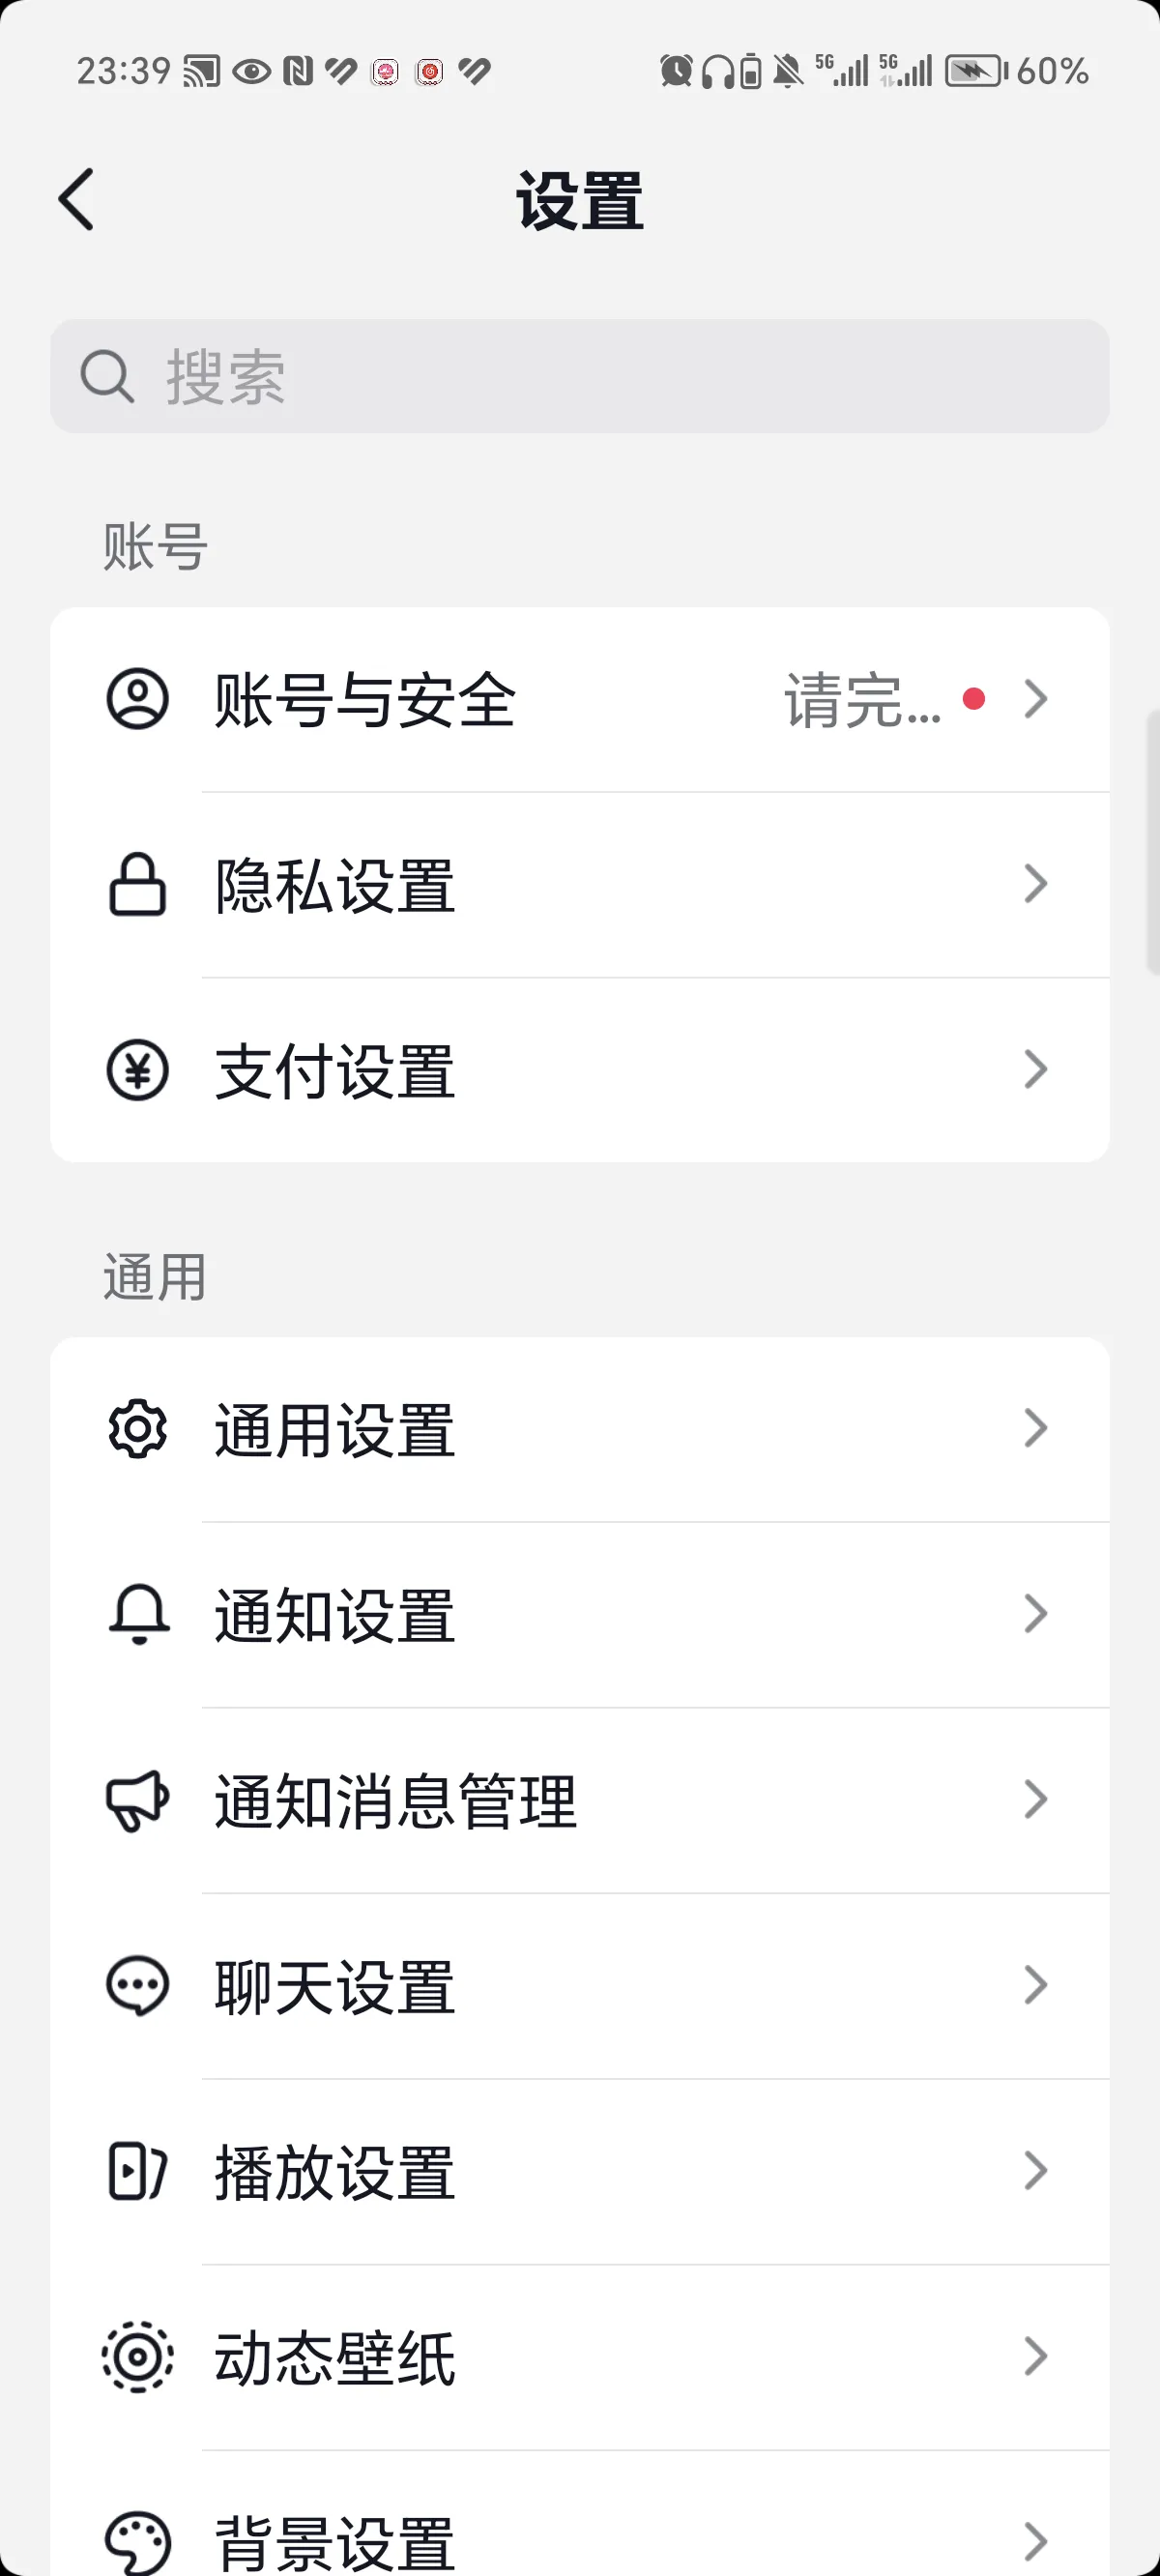 23:39 5G 5G 60%
设置
搜索
账号
账号与安全 请完...
隐私设置
¥ 支付设置
通用
通用设置
通知设置
通知消息管理
聊天设置
播放设置
动态壁纸
背景设置